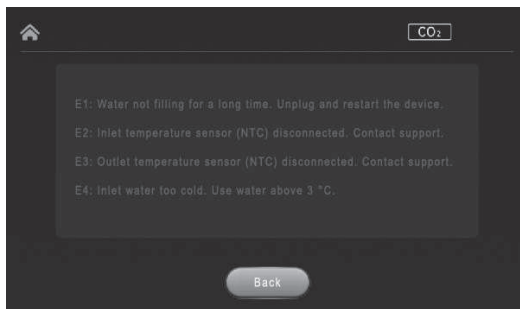 CO₂
E1: Water not filling for a long time. Unplug and restart the device.
E2: Inlet temperature sensor (NTC) disconnected. Contact support.
E3: Outlet temperature sensor (NTC) disconnected. Contact support.
E4: Inlet water too cold. Use water above 3 °C.
Back